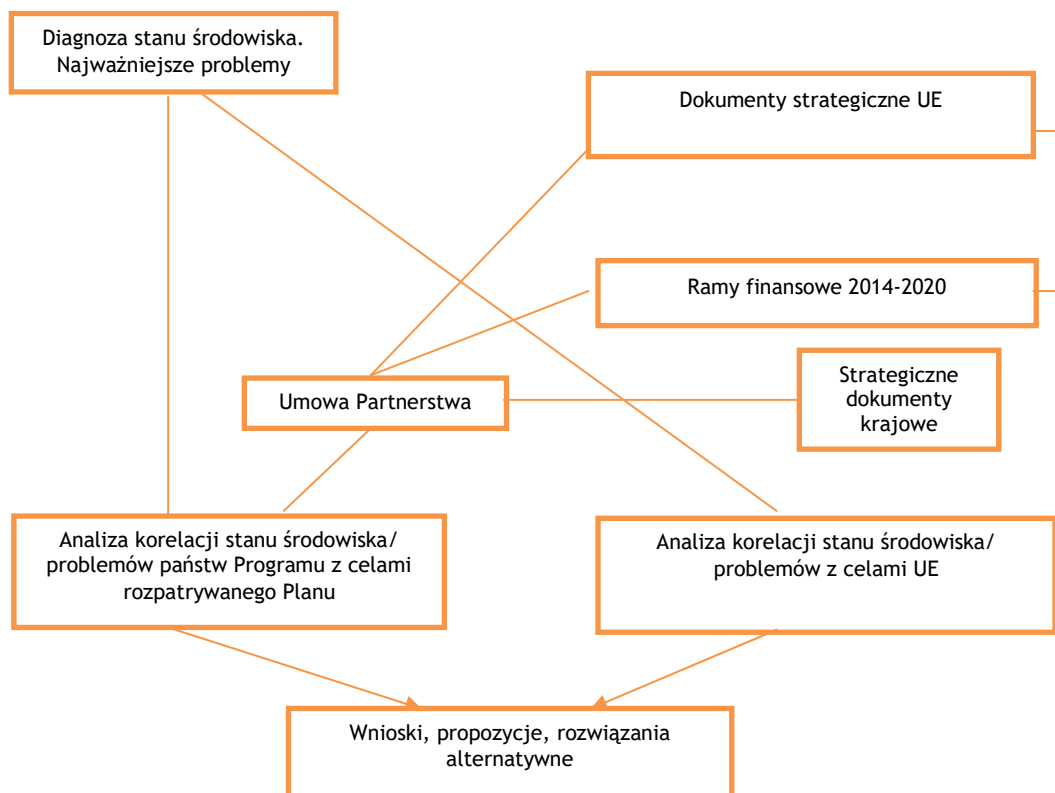 Diagnoza stanu środowiska.
Najważniejsze problemy
Dokumenty strategiczne UE
Ramy finansowe 2014-2020
Strategiczne
dokumenty
krajowe
Umowa Partnerstwa
Analiza korelacji stanu środowiska/
problemów państw Programu z celami
rozpatrywanego Planu
Analiza korelacji stanu środowiska/
problemów z celami UE
Wnioski, propozycje, rozwiązania
alternatywne